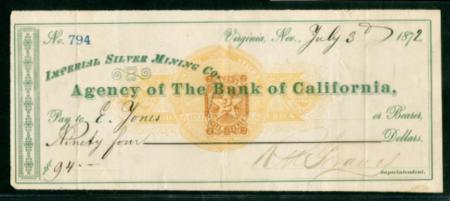 No. 794
Virginia, Nev., July 3d 1872
IMPERIAL SILVER MINING CO.
Agency of The Bank of California,
Pay to E. Jones or Bearer,
Ninety four Dollars,
$94.—
Superintendent.